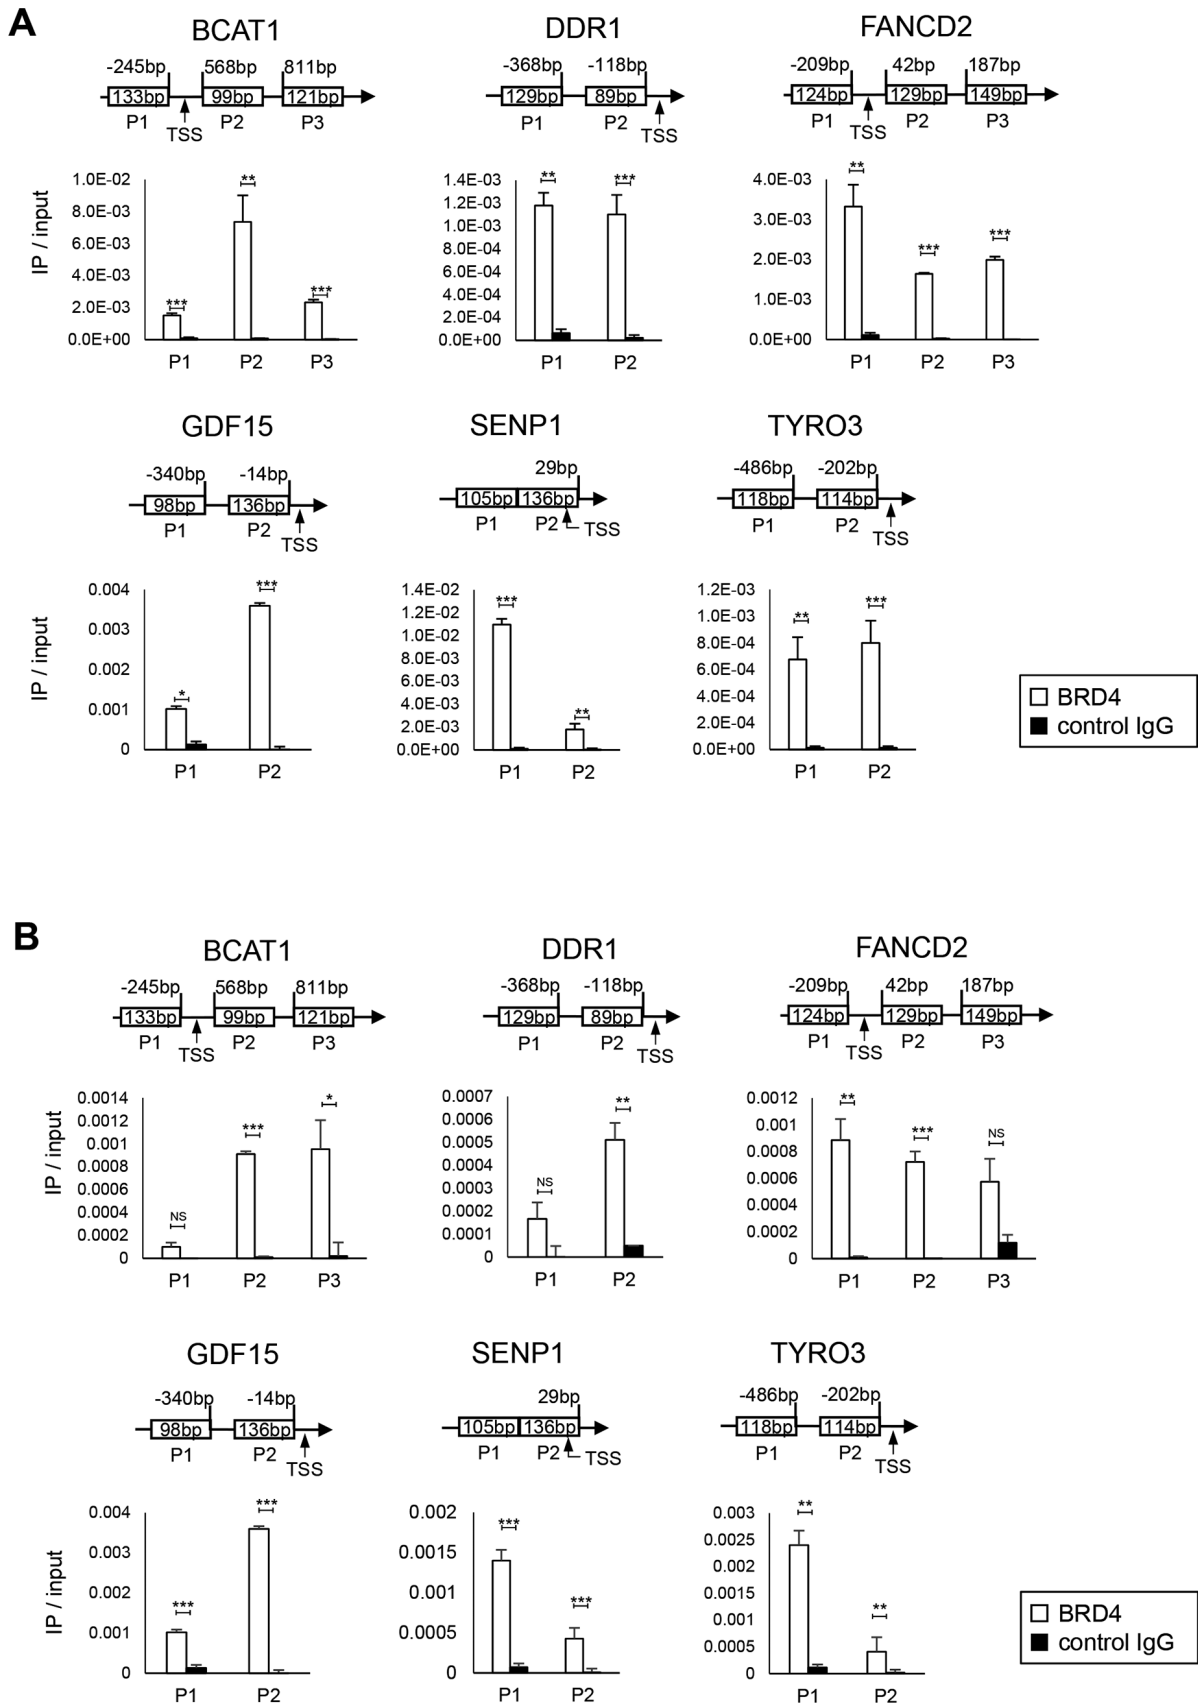 A
BCAT1
DDR1
FANCD2
-245bp 568bp 811bp
-368bp -118bp
-209bp 42bp 187bp
133bp 99bp 121bp
129bp 89bp
124bp 129bp 149bp
P1 TSS P2 P3
P1 P2 TSS
P1 TSS P2 P3
IP / input
1.0E-02
8.0E-03
6.0E-03
4.0E-03
2.0E-03
0.0E+00
*** ** ***
P1 P2 P3
1.4E-03
1.2E-03
1.0E-03
8.0E-04
6.0E-04
4.0E-04
2.0E-04
0.0E+00
** ***
P1 P2
4.0E-03
3.0E-03
2.0E-03
1.0E-03
0.0E+00
** *** ***
P1 P2 P3
GDF15
SENP1
TYRO3
-340bp -14bp
29bp
-486bp -202bp
98bp 136bp
105bp 136bp
118bp 114bp
P1 P2 TSS
P1 P2 TSS
P1 P2 TSS
IP / input
0.004
0.003
0.002
0.001
0
* ***
P1 P2
1.4E-02
1.2E-02
1.0E-02
8.0E-03
6.0E-03
4.0E-03
2.0E-03
0.0E+00
*** **
P1 P2
1.2E-03
1.0E-03
8.0E-04
6.0E-04
4.0E-04
2.0E-04
0.0E+00
** ***
P1 P2
BRD4
control IgG
B
BCAT1
DDR1
FANCD2
-245bp 568bp 811bp
-368bp -118bp
-209bp 42bp 187bp
133bp 99bp 121bp
129bp 89bp
124bp 129bp 149bp
P1 TSS P2 P3
P1 P2 TSS
P1 TSS P2 P3
IP / input
0.0014
0.0012
0.001
0.0008
0.0006
0.0004
0.0002
0
NS *** *
P1 P2 P3
0.0007
0.0006
0.0005
0.0004
0.0003
0.0002
0.0001
0
NS **
P1 P2
0.0012
0.001
0.0008
0.0006
0.0004
0.0002
0
** *** NS
P1 P2 P3
GDF15
SENP1
TYRO3
-340bp -14bp
29bp
-486bp -202bp
98bp 136bp
105bp 136bp
118bp 114bp
P1 P2 TSS
P1 P2 TSS
P1 P2 TSS
IP / input
0.004
0.003
0.002
0.001
0
*** ***
P1 P2
0.002
0.0015
0.001
0.0005
0
*** ***
P1 P2
0.003
0.0025
0.002
0.0015
0.001
0.0005
0
** **
P1 P2
BRD4
control IgG